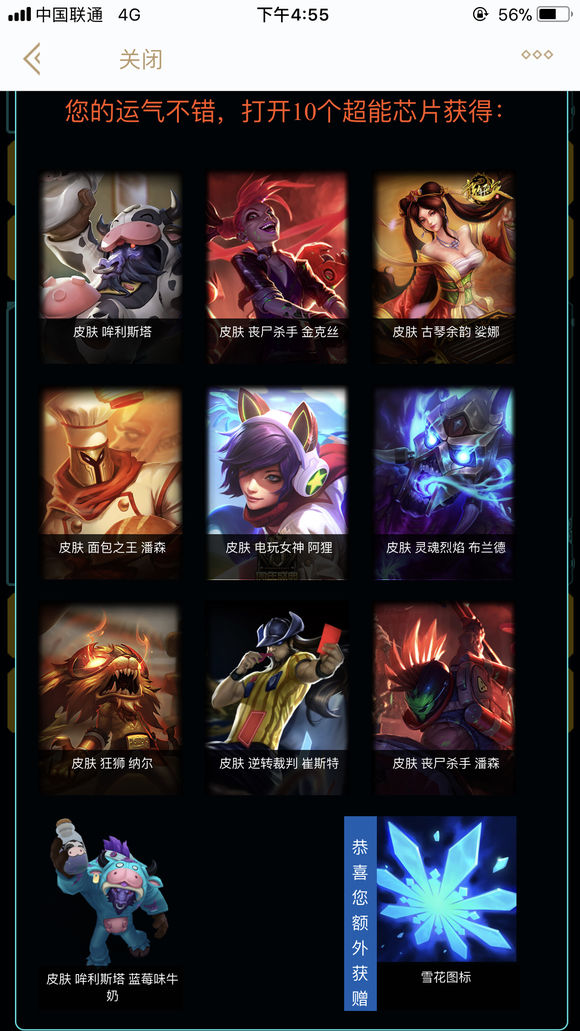 中国联通 4G 下午4:55 56%
关闭
您的运气不错，打开10个超能芯片获得：
皮肤 哞利斯塔
皮肤 丧尸杀手 金克丝
皮肤 古琴余韵 娑娜
皮肤 面包之王 潘森
皮肤 电玩女神 阿狸
皮肤 灵魂烈焰 布兰德
皮肤 狂狮 纳尔
皮肤 逆转裁判 崔斯特
皮肤 丧尸杀手 潘森
皮肤 哞利斯塔 蓝莓味牛
奶
恭喜您额外获赠
雪花图标